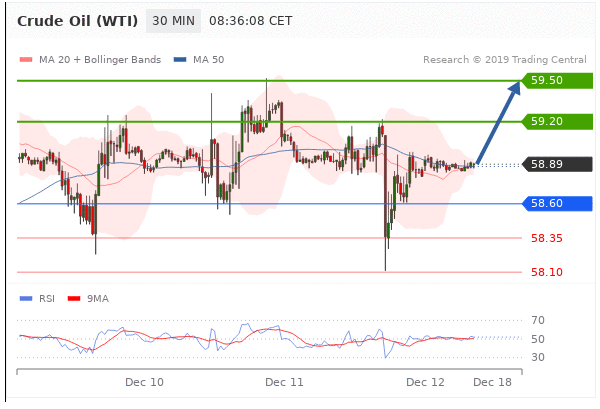 Crude Oil (WTI) 30 MIN 08:36:08 CET
MA 20 + Bollinger Bands MA 50 Research © 2019 Trading Central
59.50
59.20
58.89
58.60
58.35
58.10
RSI 9MA
70
50
30
Dec 10 Dec 11 Dec 12 Dec 18